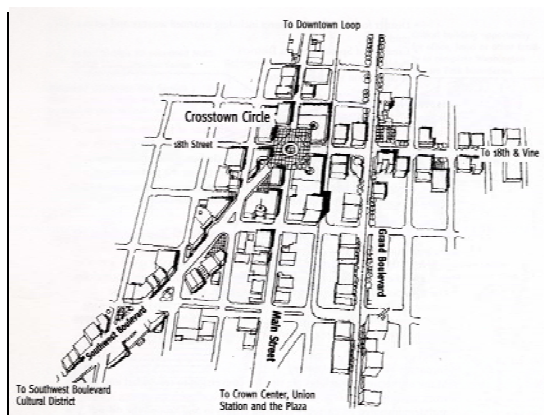 To Downtown Loop
Crosstown Circle
18th Street
To 18th & Vine
Grand Boulevard
Southwest Boulevard
Main Street
To Southwest Boulevard
Cultural District
To Crown Center, Union
Station and the Plaza